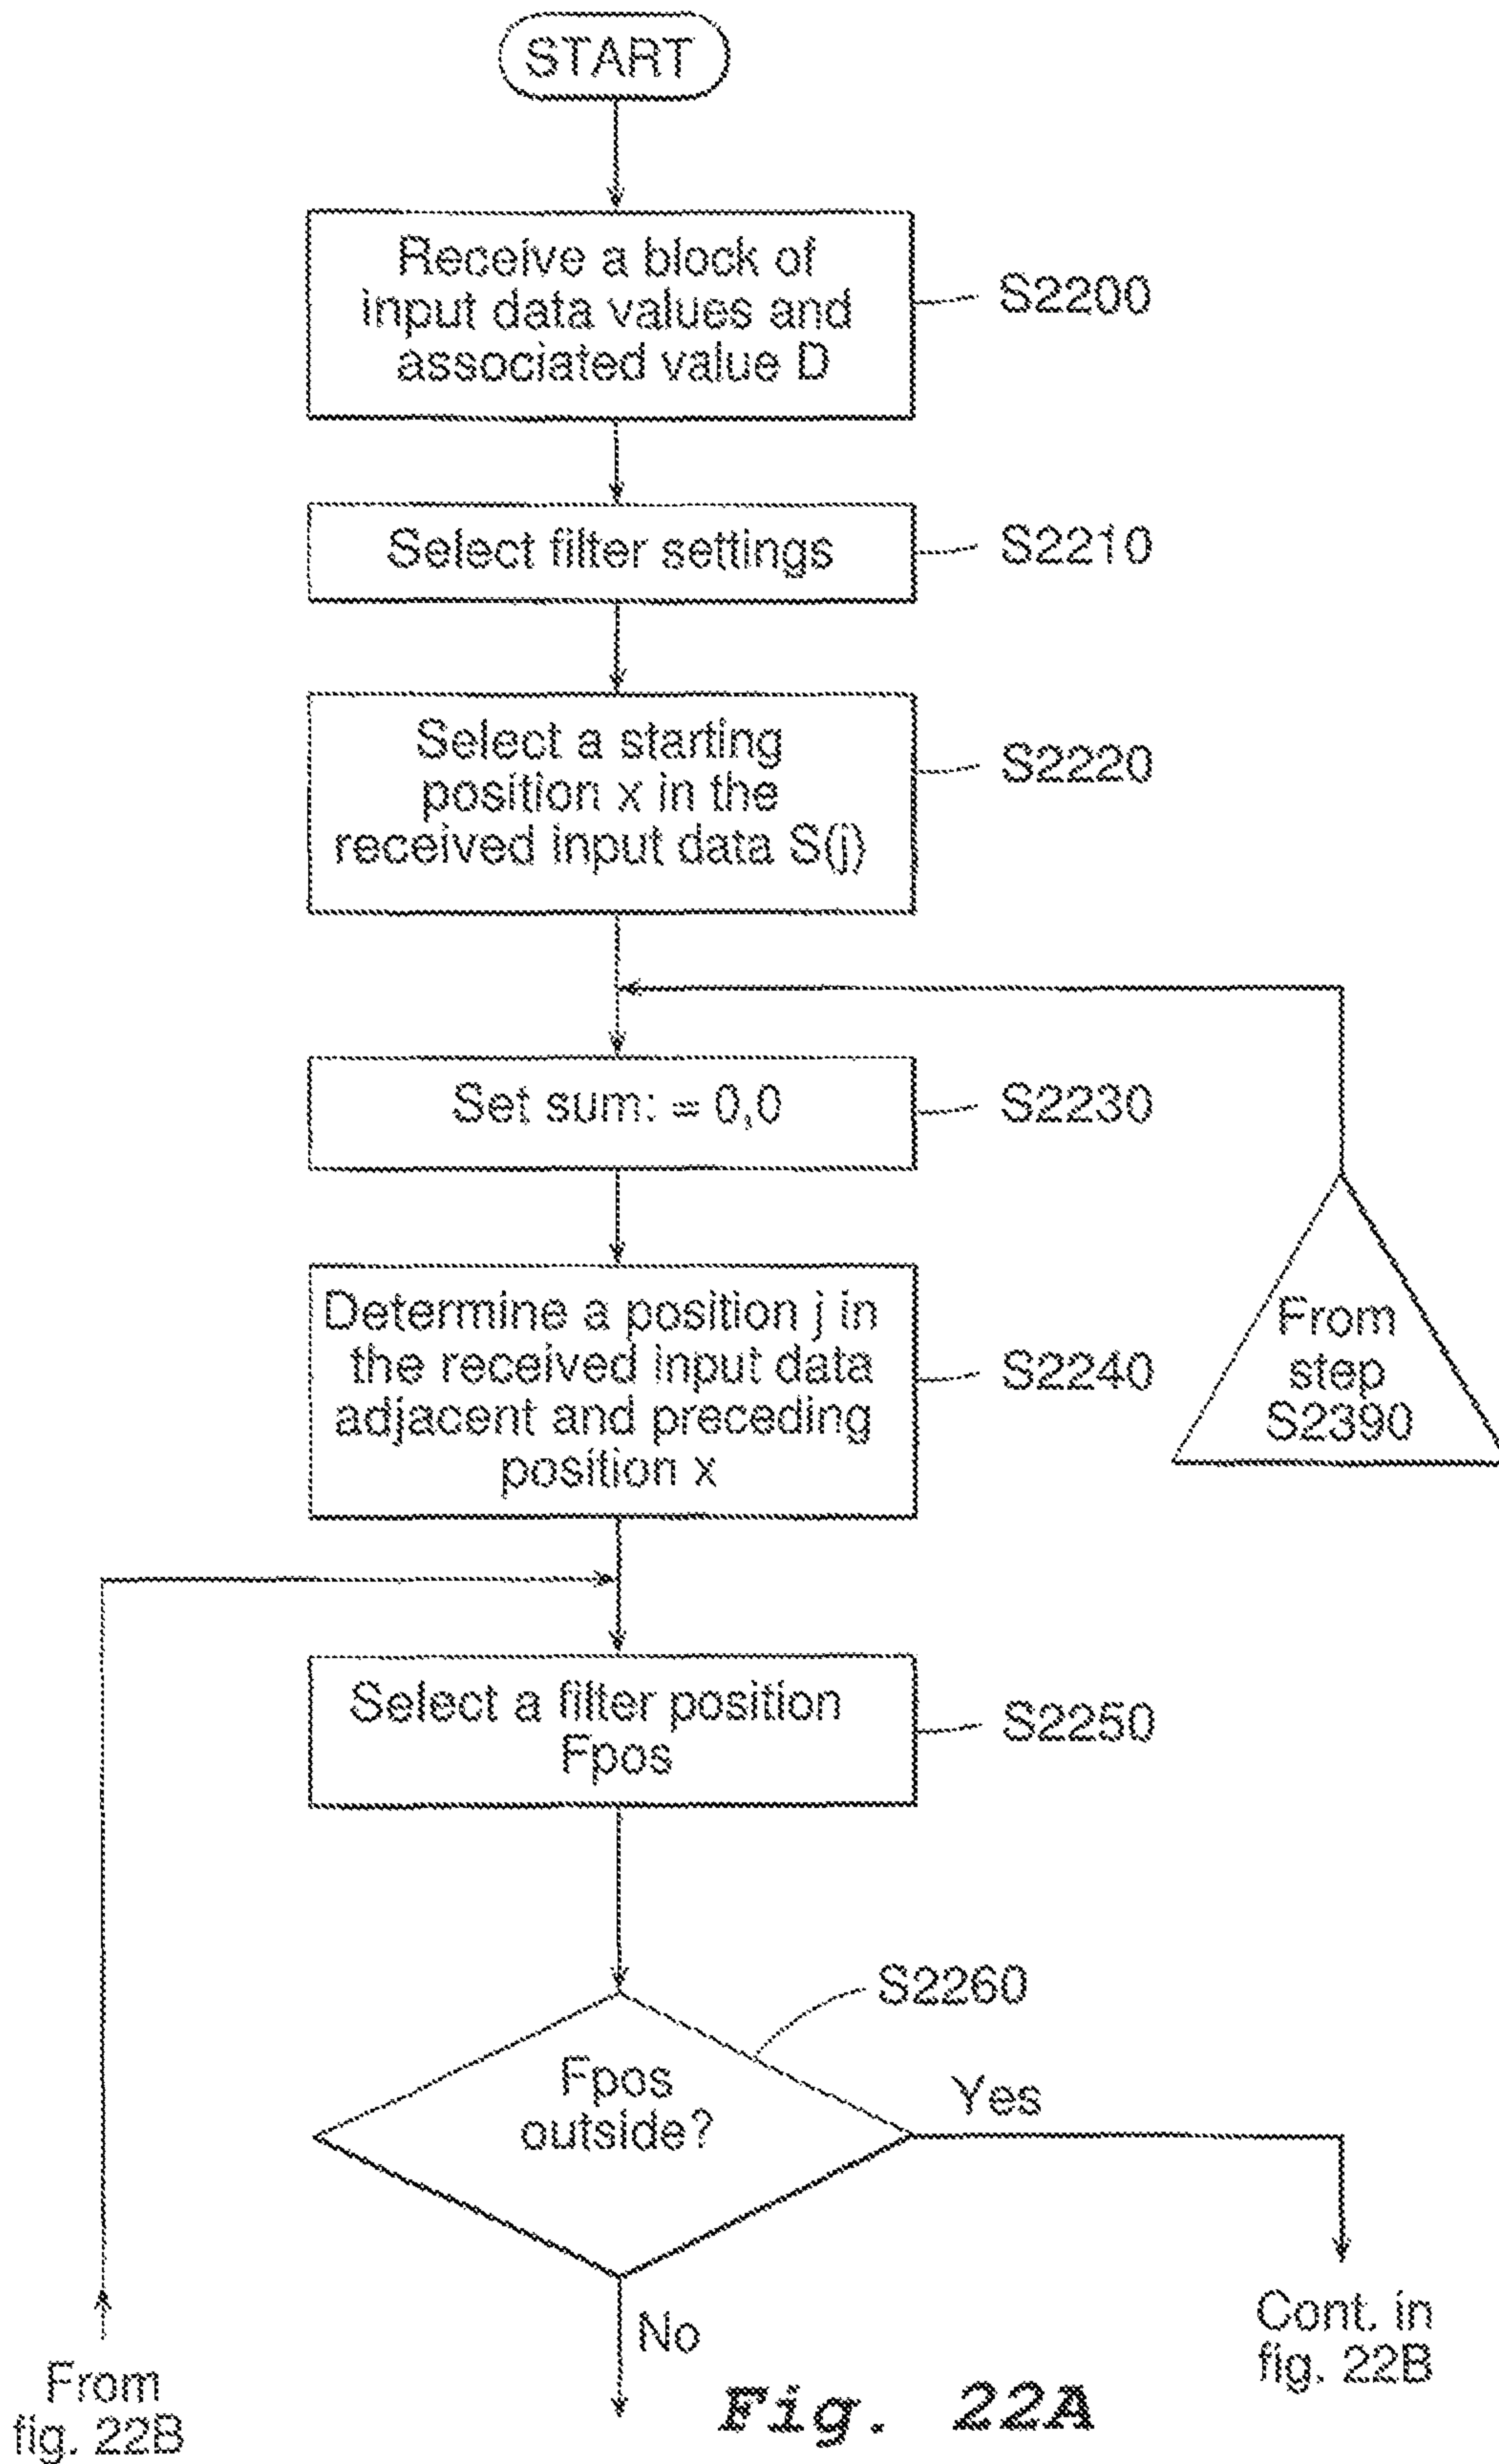 START
Receive a block of
input data values and
associated value D
S2200
Select filter settings
S2210
Select a starting
position x in the
received input data S(j)
S2220
Set sum: = 0,0
S2230
Determine a position j in
the received input data
adjacent and preceding
position x
S2240
From
step
S2390
Select a filter position
Fpos
S2250
S2260
Fpos
outside?
Yes
No
Cont. in
fig. 22B
From
fig. 22B
Fig. 22A